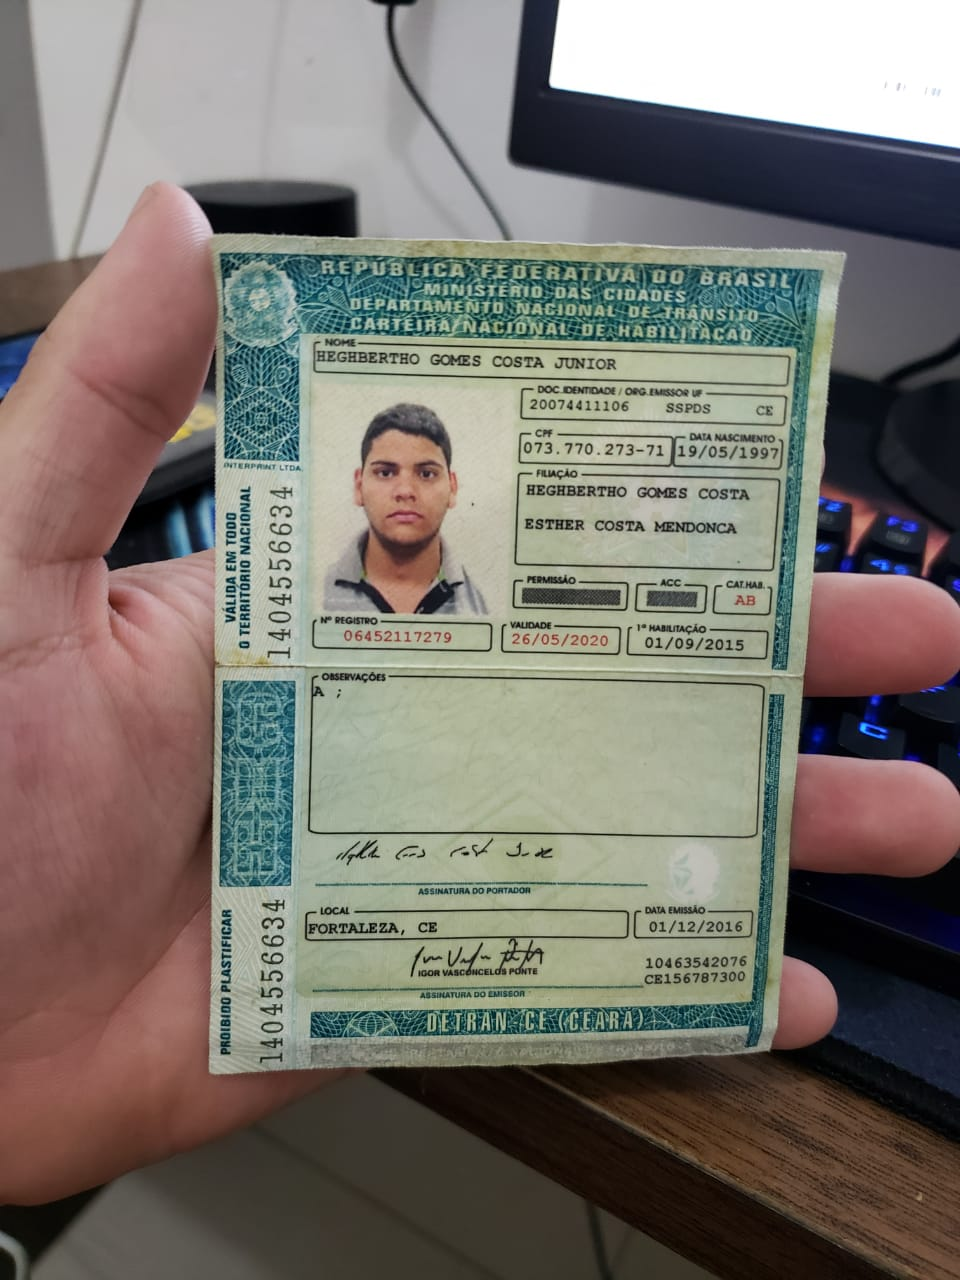 REPÚBLICA FEDERATIVA DO BRASIL
MINISTÉRIO DAS CIDADES
DEPARTAMENTO NACIONAL DE TRÂNSITO
CARTEIRA NACIONAL DE HABILITAÇÃO
NOME
HEGHBERTHO GOMES COSTA JUNIOR
DOC. IDENTIDADE / ORG. EMISSOR UF
20074411106 SSPDS CE
CPF
073.770.273-71
DATA NASCIMENTO
19/05/1997
FILIAÇÃO
HEGHBERTHO GOMES COSTA
ESTHER COSTA MENDONCA
PERMISSÃO
ACC
CAT. HAB.
AB
Nº REGISTRO
06452117279
VALIDADE
26/05/2020
1ª HABILITAÇÃO
01/09/2015
INTERPRINT LTDA.
VÁLIDA EM TODO
O TERRITÓRIO NACIONAL
1404556634
OBSERVAÇÕES
A ;
ASSINATURA DO PORTADOR
LOCAL
FORTALEZA, CE
DATA EMISSÃO
01/12/2016
IGOR VASCONCELOS PONTE
ASSINATURA DO EMISSOR
10463542076
CE156787300
PROIBIDO PLASTIFICAR
1404556634
DETRAN CE (CEARÁ)
F3
C